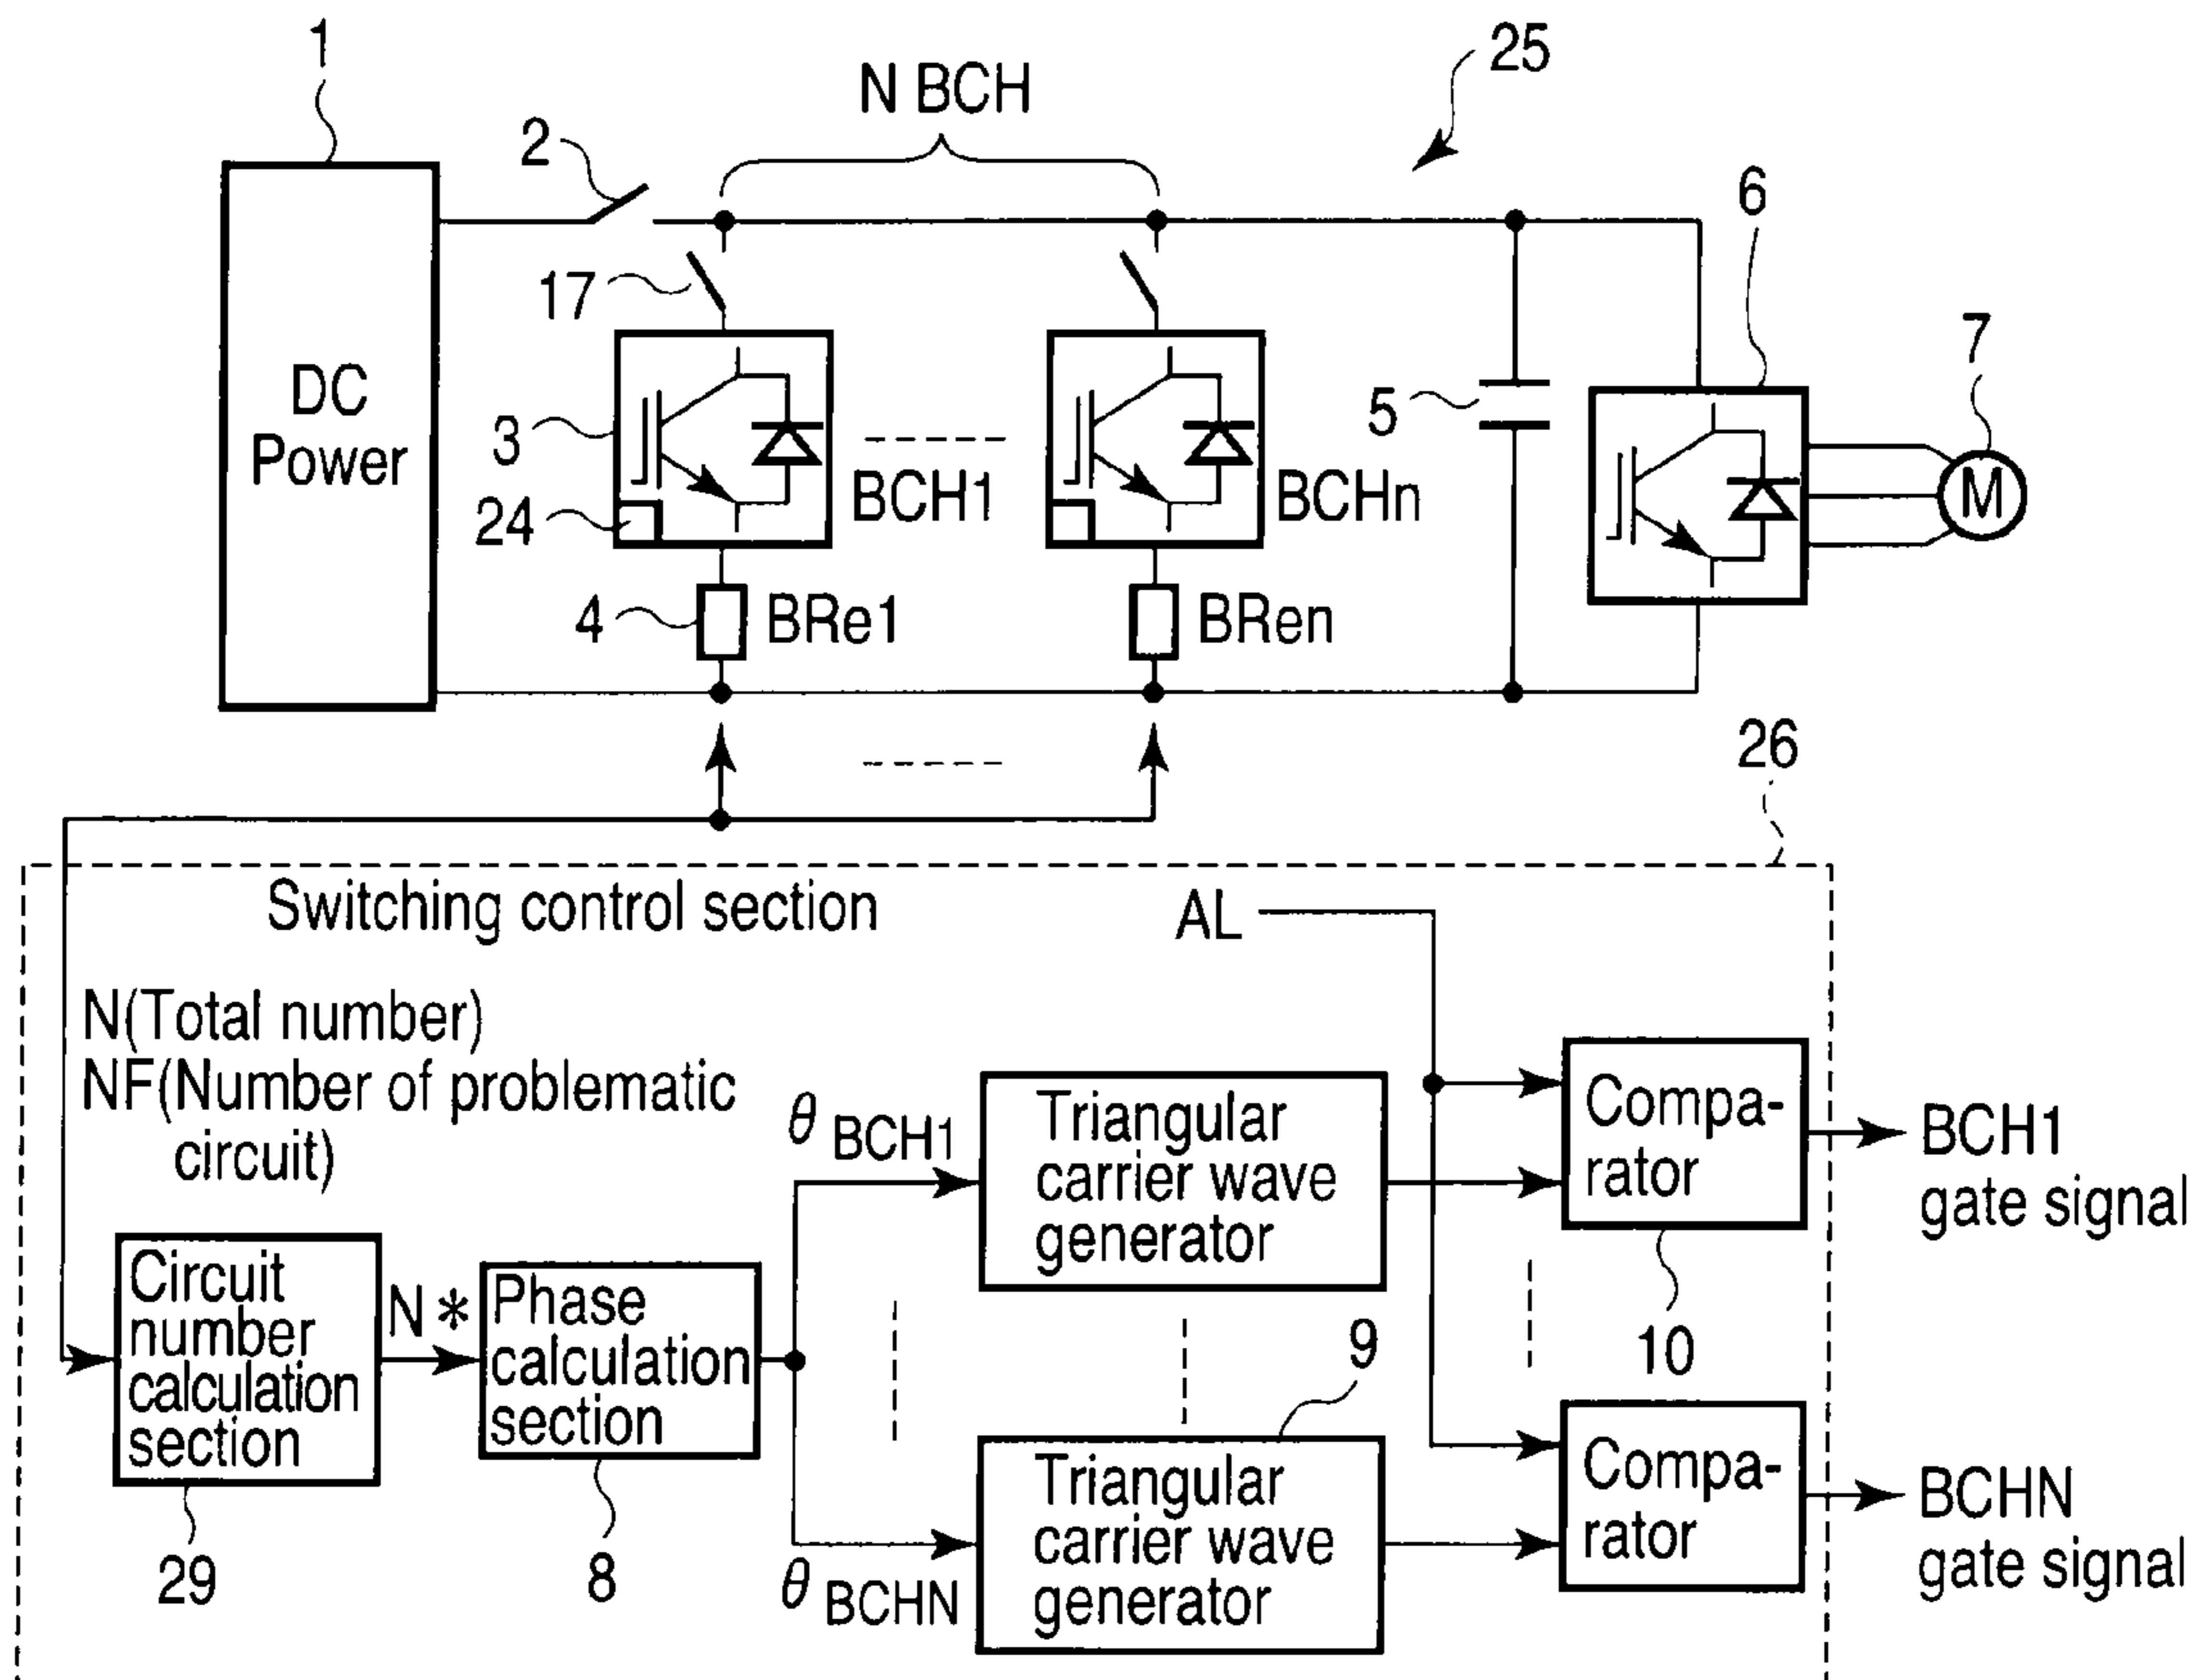 1
25
N BCH
2
6
17
7
DC
Power
5
3
BCH1
BCHn
M
24
4
BRe1
BRen
26
Switching control section
AL
N(Total number)
NF(Number of problematic
circuit)
θ BCH1
Triangular
carrier wave
generator
Compa-
rator
BCH1
gate signal
Circuit
number
calculation
section
N*
Phase
calculation
section
9
10
29
8
θ BCHN
Triangular
carrier wave
generator
Compa-
rator
BCHN
gate signal